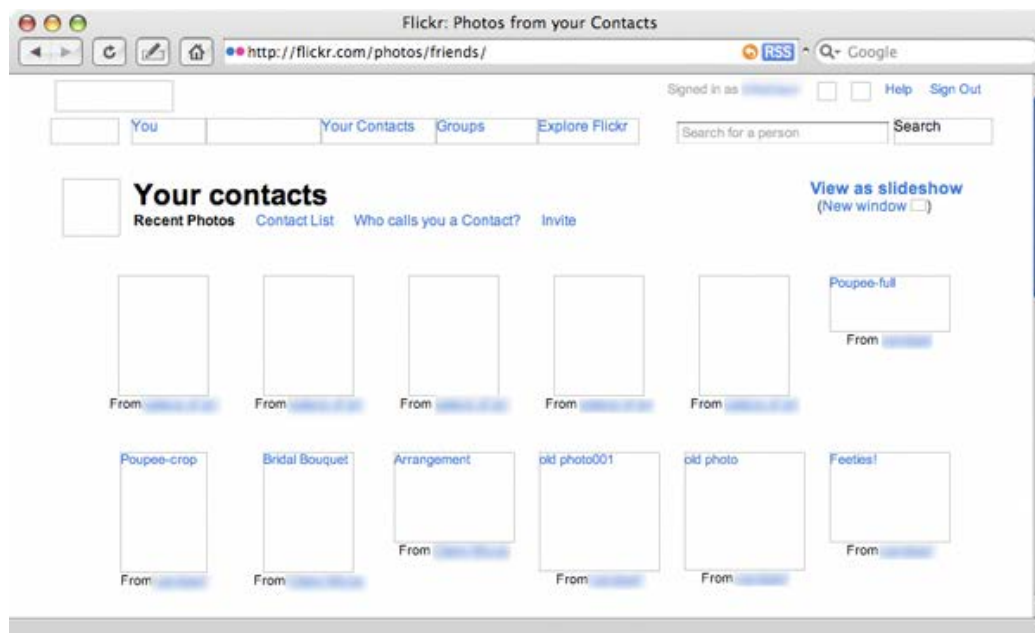 Flickr: Photos from your Contacts
http://flickr.com/photos/friends/ RSS Google
Signed in as Help Sign Out
You Your Contacts Groups Explore Flickr Search for a person Search
Your contacts
View as slideshow
Recent Photos Contact List Who calls you a Contact? Invite
(New window )
Poupee-full
From
From From From From From
Poupee-crop Bridal Bouquet Arrangement old photo001 old photo Feeties!
From From
From From From From